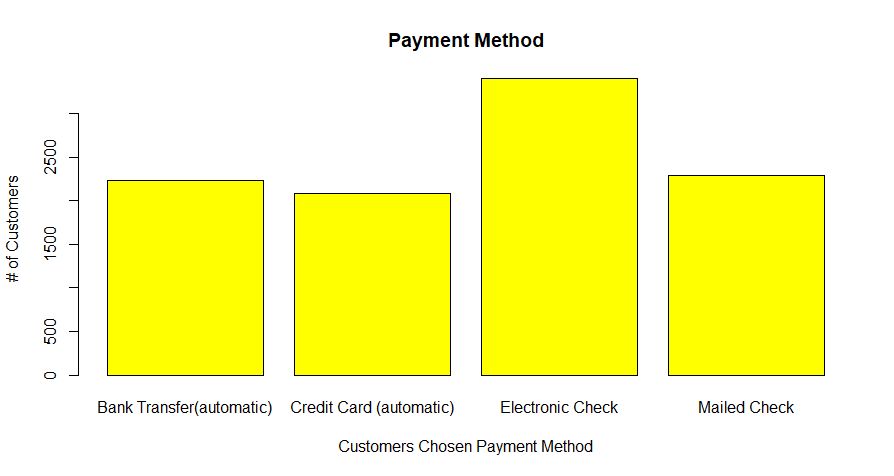 Payment Method
# of Customers
2500
1500
500
0
Bank Transfer(automatic)
Credit Card (automatic)
Electronic Check
Mailed Check
Customers Chosen Payment Method